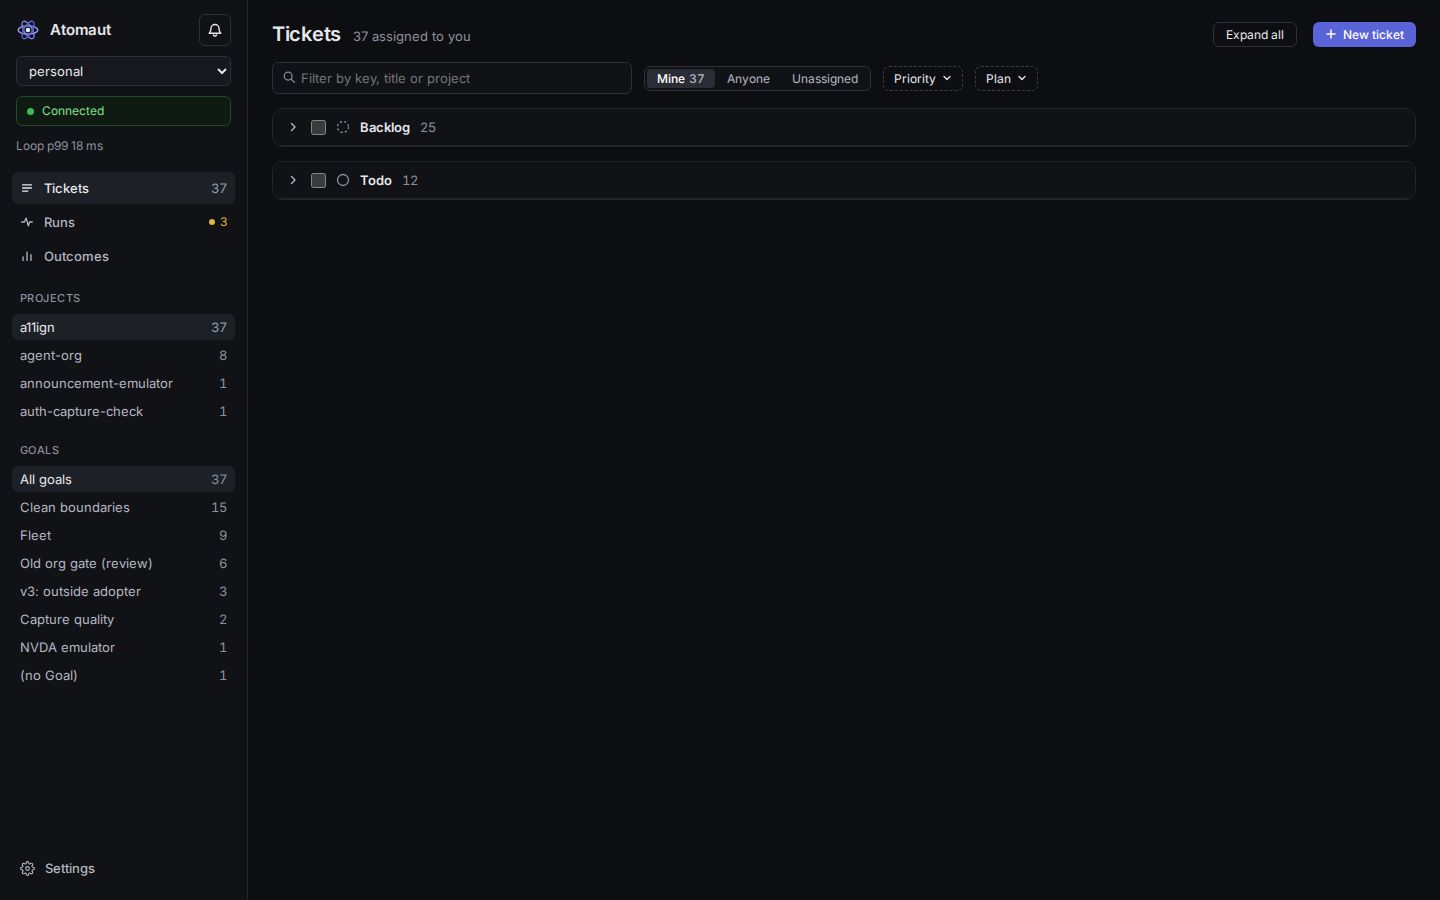 Atomaut
personal
Connected
Loop p99 18 ms
Tickets 37
Runs 3
Outcomes
PROJECTS
a11ign 37
agent-org 8
announcement-emulator 1
auth-capture-check 1
GOALS
All goals 37
Clean boundaries 15
Fleet 9
Old org gate (review) 6
v3: outside adopter 3
Capture quality 2
NVDA emulator 1
(no Goal) 1
Settings
Tickets 37 assigned to you
Expand all
New ticket
Filter by key, title or project
Mine 37 Anyone Unassigned
Priority
Plan
Backlog 25
Todo 12